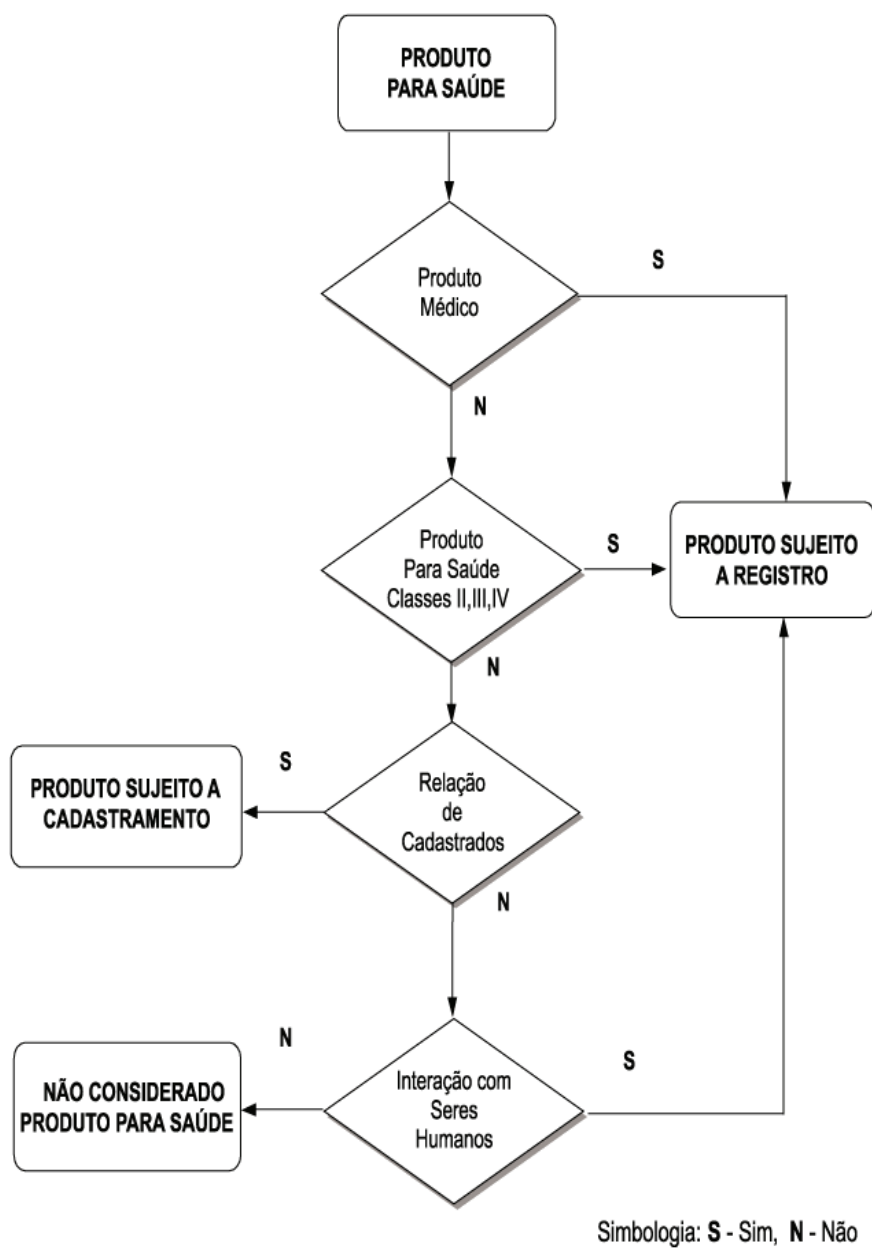 PRODUTO
PARA SAÚDE
Produto
Médico
S
N
Produto
Para Saúde
Classes II,III,IV
S
PRODUTO SUJEITO
A REGISTRO
N
Relação
de
Cadastrados
S
PRODUTO SUJEITO A
CADASTRAMENTO
N
Interação com
Seres
Humanos
N
NÃO CONSIDERADO
PRODUTO PARA SAÚDE
S
Simbologia: S - Sim, N - Não